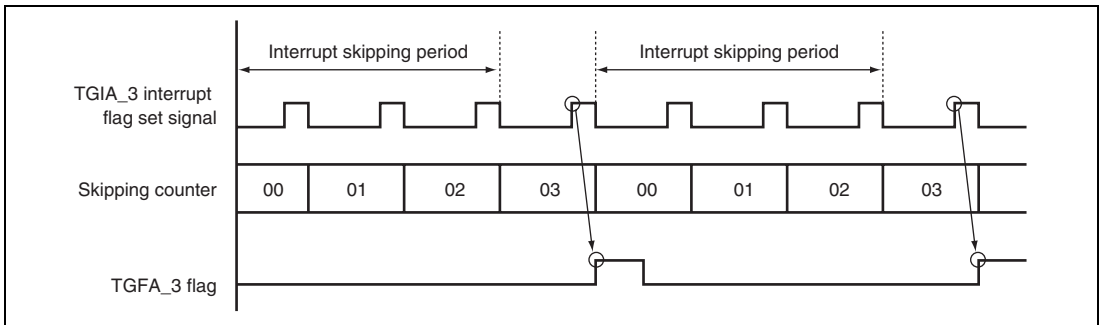 Interrupt skipping period Interrupt skipping period
TGIA_3 interrupt
flag set signal
Skipping counter 00 01 02 03 00 01 02 03
TGFA_3 flag